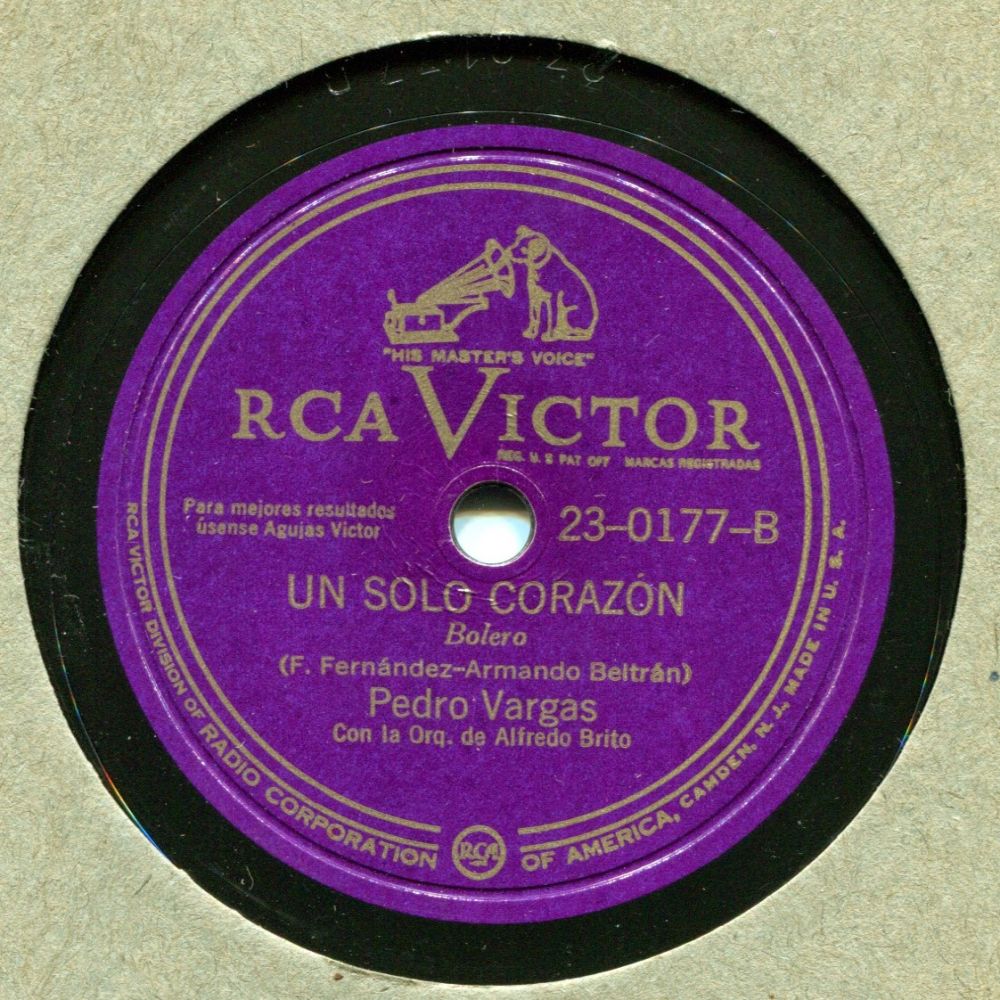 "HIS MASTER'S VOICE"
RCA VICTOR
REG. U. S. PAT OFF MARCAS REGISTRADAS
Para mejores resultados
úsense Agujas Victor
23-0177-B
UN SOLO CORAZÓN
Bolero
(F. Fernández-Armando Beltrán)
Pedro Vargas
Con la Orq. de Alfredo Brito
RCA VICTOR DIVISION OF RADIO CORPORATION RCA OF AMERICA, CAMDEN, N. J., MADE IN U. S. A.